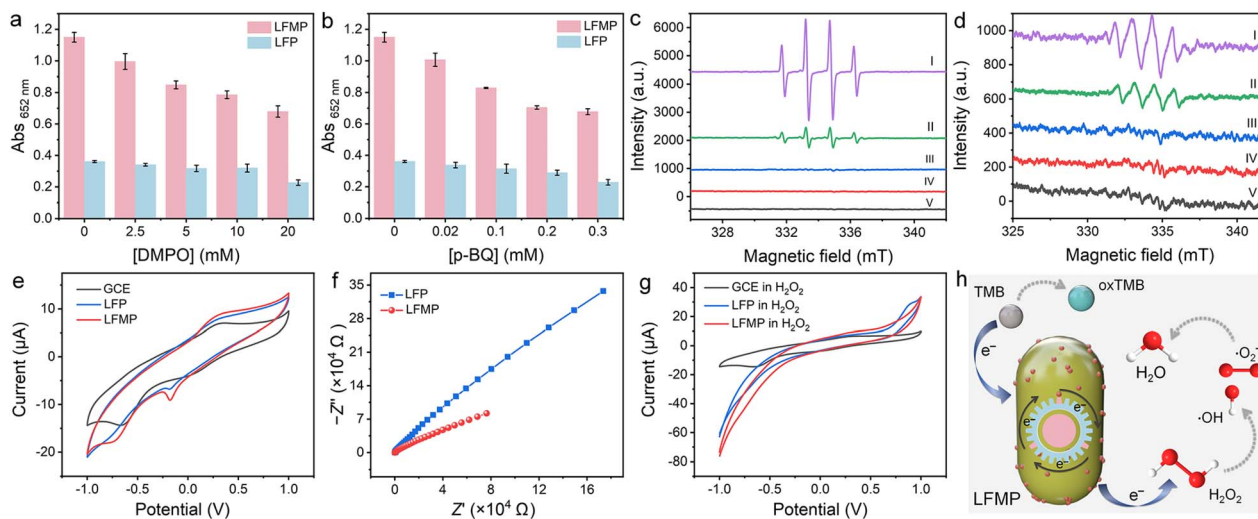 a
LFMP
LFP
1.2
1.0
0.8
0.6
0.4
0.2
0.0
Abs 652 nm
0 2.5 5 10 20
[DMPO] (mM)
b
LFMP
LFP
1.2
1.0
0.8
0.6
0.4
0.2
0.0
Abs 652 nm
0 0.02 0.1 0.2 0.3
[p-BQ] (mM)
c
6000
5000
4000
3000
2000
1000
0
Intensity (a.u.)
I
II
III
IV
V
328 332 336 340
Magnetic field (mT)
d
1000
800
600
400
200
0
Intensity (a.u.)
I
II
III
IV
V
325 330 335 340
Magnetic field (mT)
e
GCE
LFP
LFMP
10
0
-10
-20
Current (μA)
-1.0 -0.5 0.0 0.5 1.0
Potential (V)
f
LFP
LFMP
35
28
21
14
7
0
-Z'' (×10⁴ Ω)
0 4 8 12 16
Z' (×10⁴ Ω)
g
GCE in H₂O₂
LFP in H₂O₂
LFMP in H₂O₂
40
20
0
-20
-40
-60
-80
Current (μA)
-1.0 -0.5 0.0 0.5 1.0
Potential (V)
h
TMB
oxTMB
e⁻
H₂O
·O₂⁻
·OH
e⁻
e⁻
e⁻
LFMP
e⁻
H₂O₂